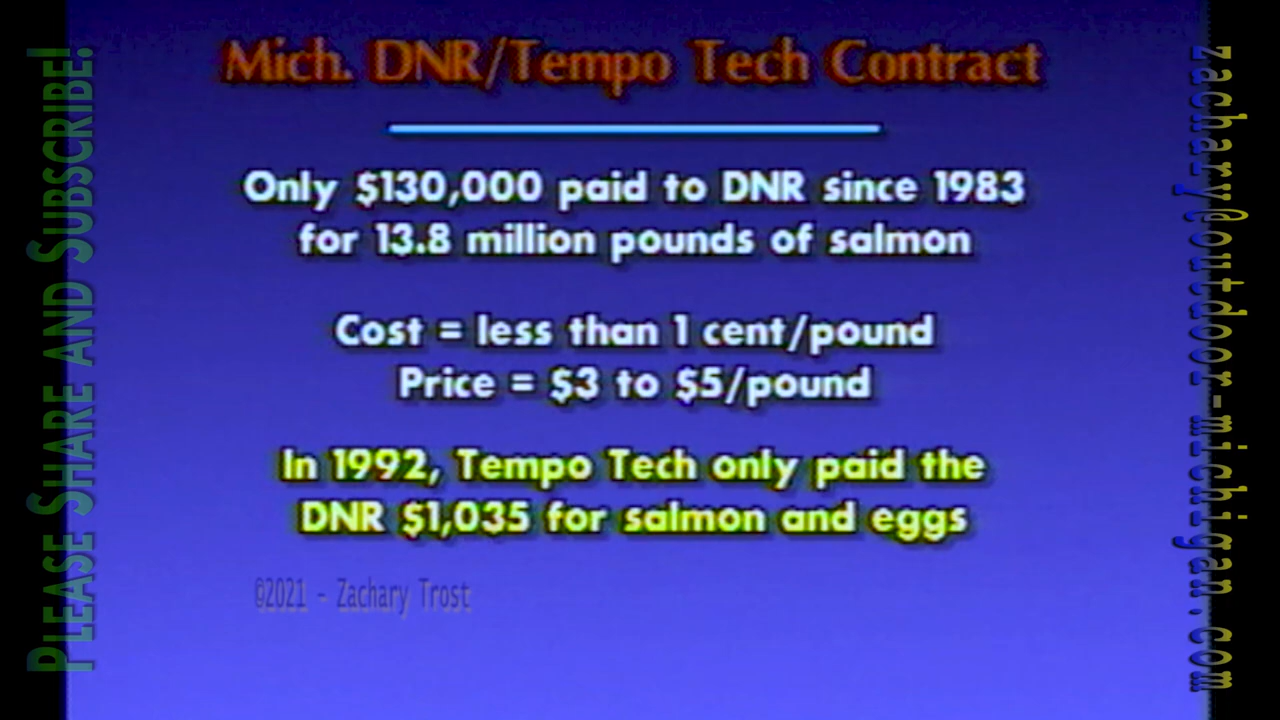 Mich. DNR/Tempo Tech Contract
Only $130,000 paid to DNR since 1983
for 13.8 million pounds of salmon
Cost = less than 1 cent/pound
Price = $3 to $5/pound
In 1992, Tempo Tech only paid the
DNR $1,035 for salmon and eggs
©2021 - Zachary Trost
Please Share and Subscribe!
zachary@outdoor-michigan.com